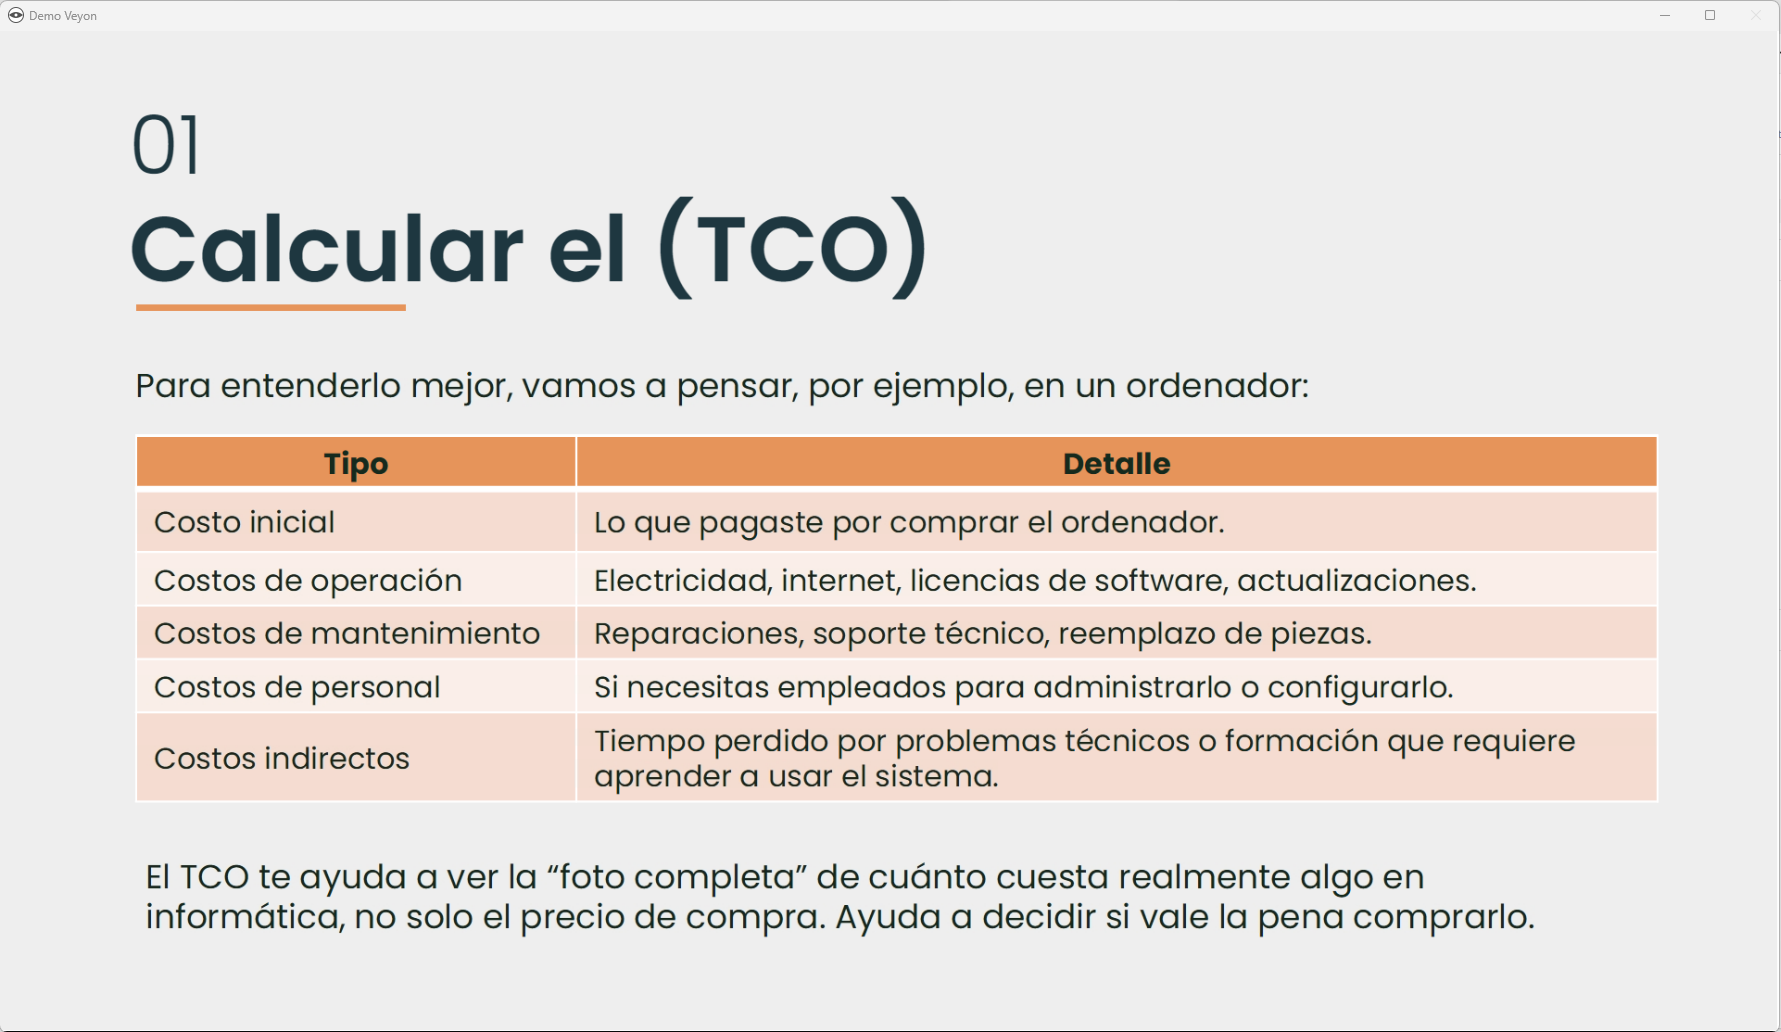 Demo Veyon
01
Calcular el (TCO)
Para entenderlo mejor, vamos a pensar, por ejemplo, en un ordenador:
Tipo
Detalle
Costo inicial
Lo que pagaste por comprar el ordenador.
Costos de operación
Electricidad, internet, licencias de software, actualizaciones.
Costos de mantenimiento
Reparaciones, soporte técnico, reemplazo de piezas.
Costos de personal
Si necesitas empleados para administrarlo o configurarlo.
Costos indirectos
Tiempo perdido por problemas técnicos o formación que requiere
aprender a usar el sistema.
El TCO te ayuda a ver la “foto completa” de cuánto cuesta realmente algo en
informática, no solo el precio de compra. Ayuda a decidir si vale la pena comprarlo.